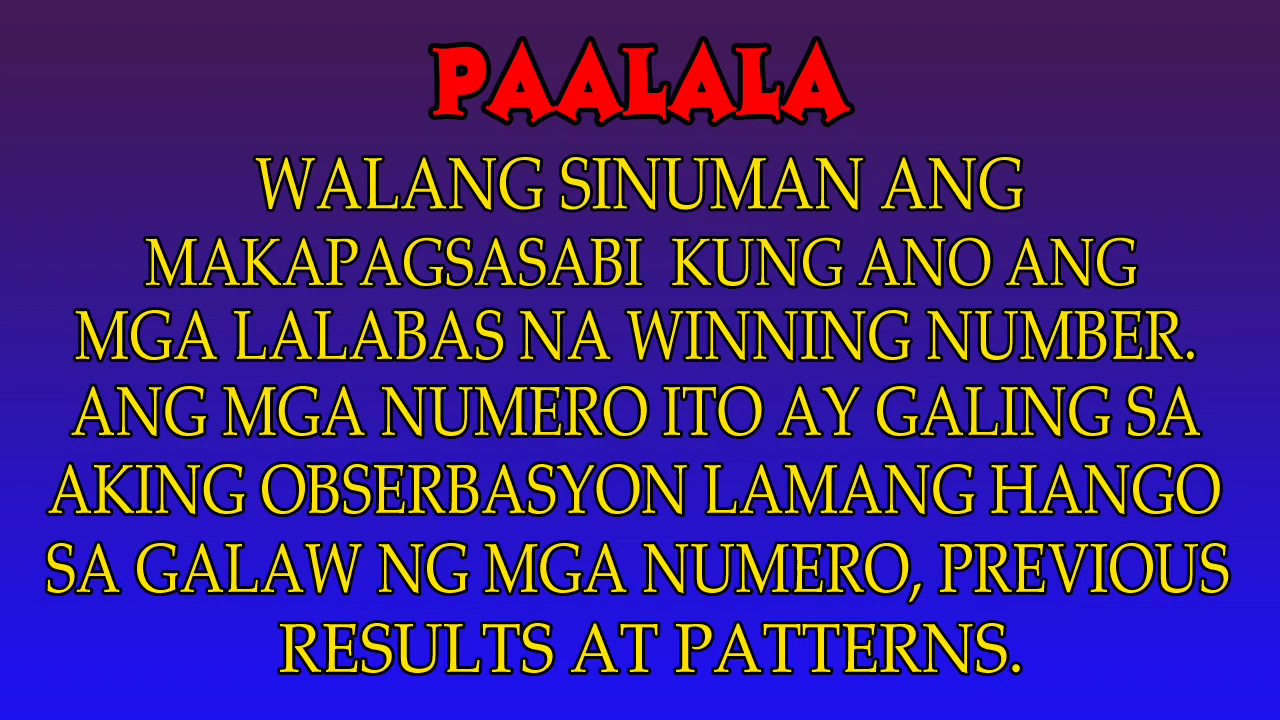 PAALALA
WALANG SINUMAN ANG
MAKAPAGSASABI KUNG ANO ANG
MGA LALABAS NA WINNING NUMBER.
ANG MGA NUMERO ITO AY GALING SA
AKING OBSERBASYON LAMANG HANGO
SA GALAW NG MGA NUMERO, PREVIOUS
RESULTS AT PATTERNS.